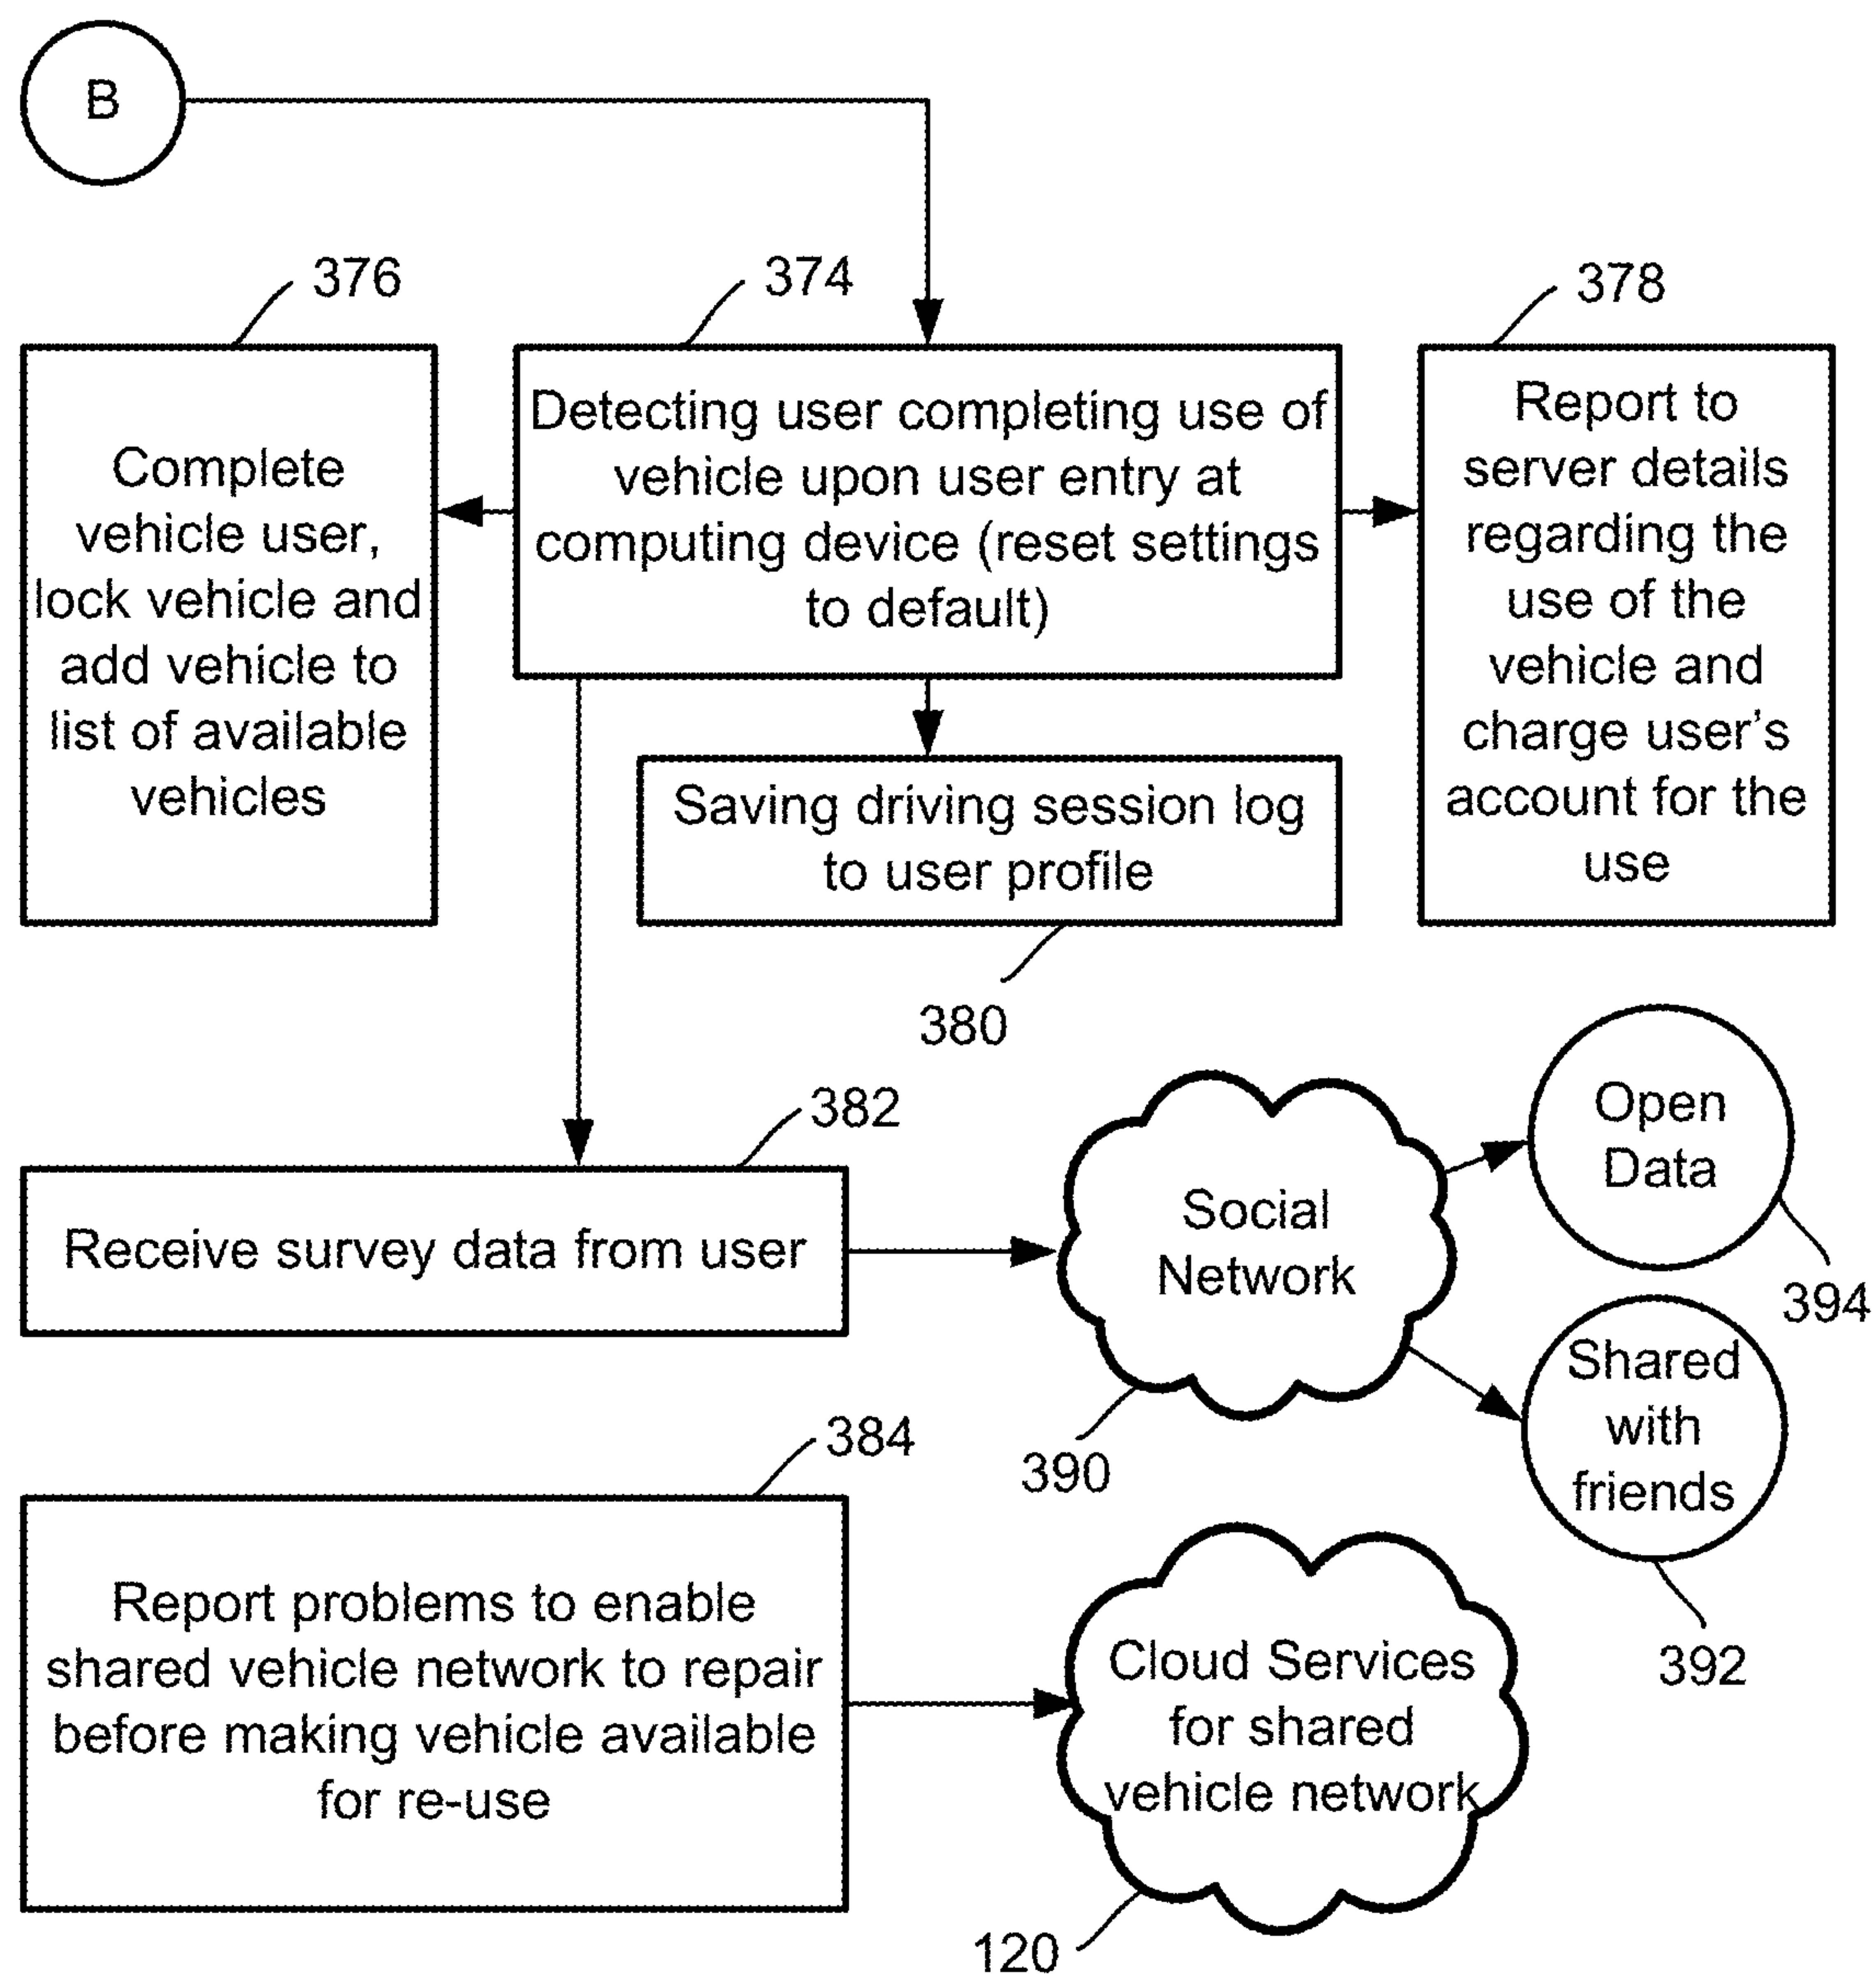 B
376
374
378
Complete
vehicle user,
lock vehicle and
add vehicle to
list of available
vehicles
Detecting user completing use of
vehicle upon user entry at
computing device (reset settings
to default)
Report to
server details
regarding the
use of the
vehicle and
charge user’s
account for the
use
Saving driving session log
to user profile
380
382
Receive survey data from user
Social
Network
390
Open
Data
394
Shared
with
friends
392
384
Report problems to enable
shared vehicle network to repair
before making vehicle available
for re-use
Cloud Services
for shared
vehicle network
120